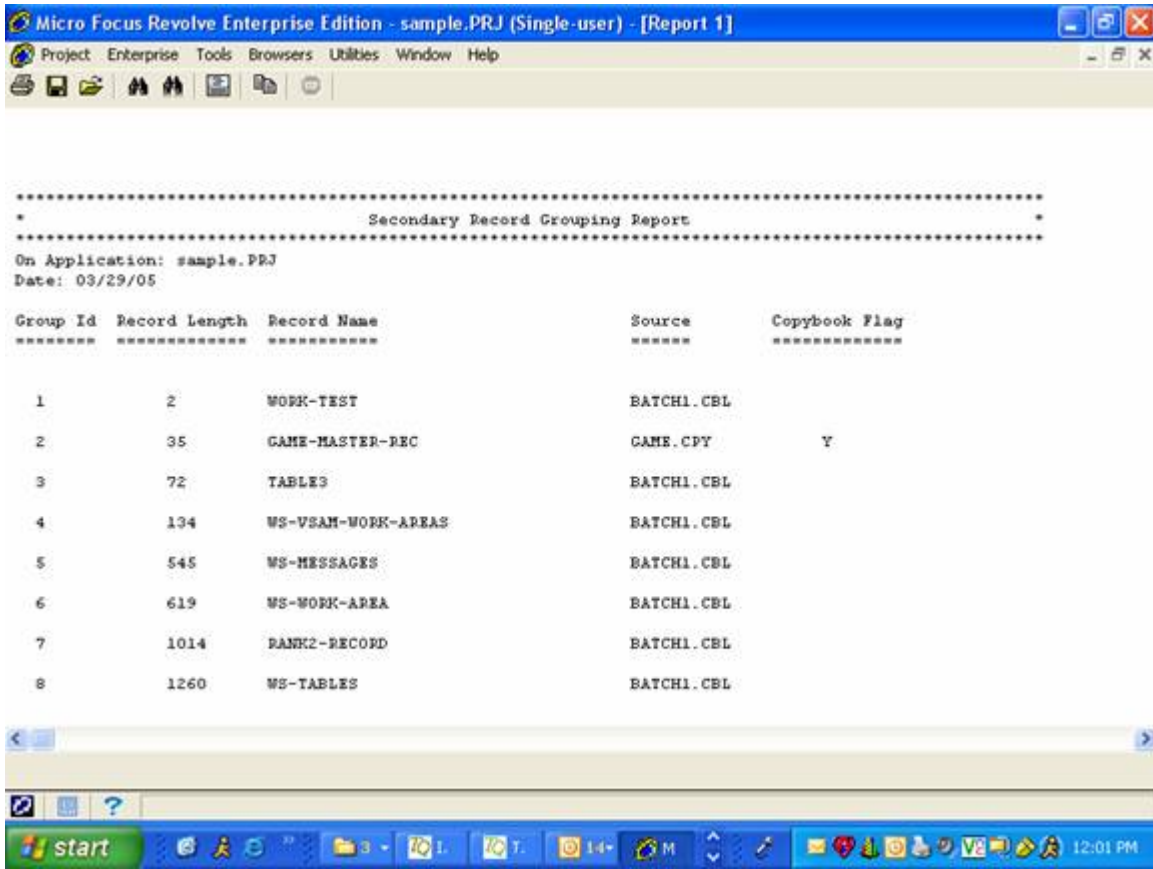 Micro Focus Revolve Enterprise Edition - sample.PRJ (Single-user) - [Report 1]
Project Enterprise Tools Browsers Utilities Window Help
*****************************************************************************************************
* Secondary Record Grouping Report *
*****************************************************************************************************
On Application: sample.PRJ
Date: 03/29/05
Group Id Record Length Record Name Source Copybook Flag
======== ============= =========== ====== =============
1 2 WORK-TEST BATCH1.CBL
2 35 GAME-MASTER-REC GAME.CPY Y
3 72 TABLE3 BATCH1.CBL
4 134 WS-VSAM-WORK-AREAS BATCH1.CBL
5 545 WS-MESSAGES BATCH1.CBL
6 619 WS-WORK-AREA BATCH1.CBL
7 1014 RANK2-RECORD BATCH1.CBL
8 1260 WS-TABLES BATCH1.CBL
start 3 I. T. 14 M 12:01 PM